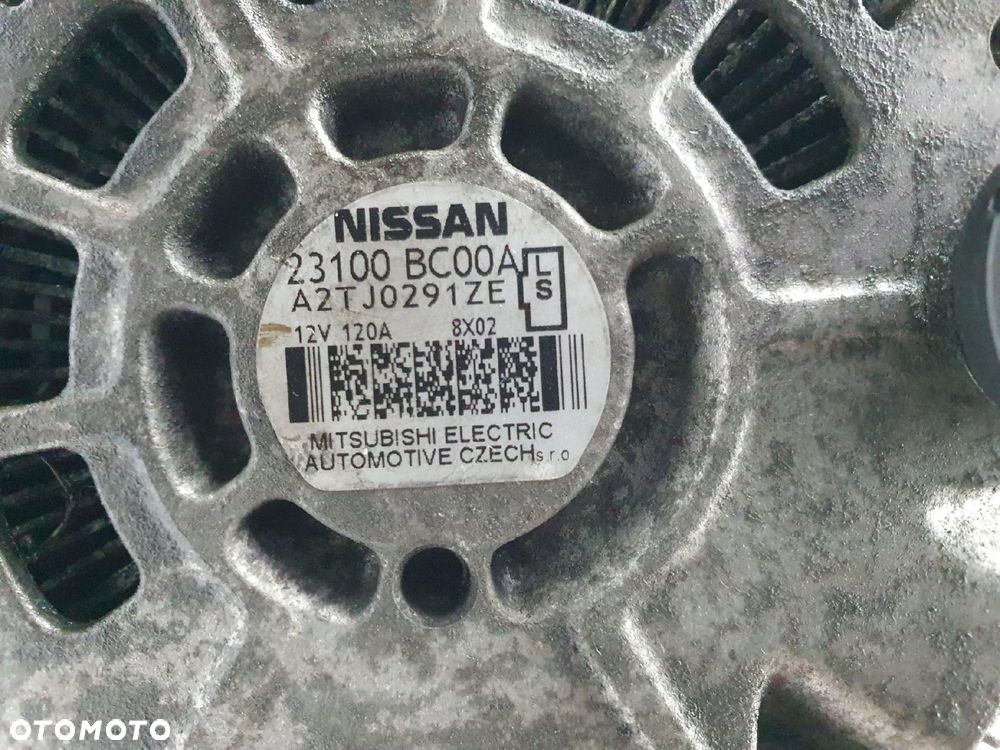 NISSAN
23100 BC00A
L
A2TJ0291ZE
S
12V 120A 8X02
MITSUBISHI ELECTRIC
AUTOMOTIVE CZECH s.r.o
OTOMOTO